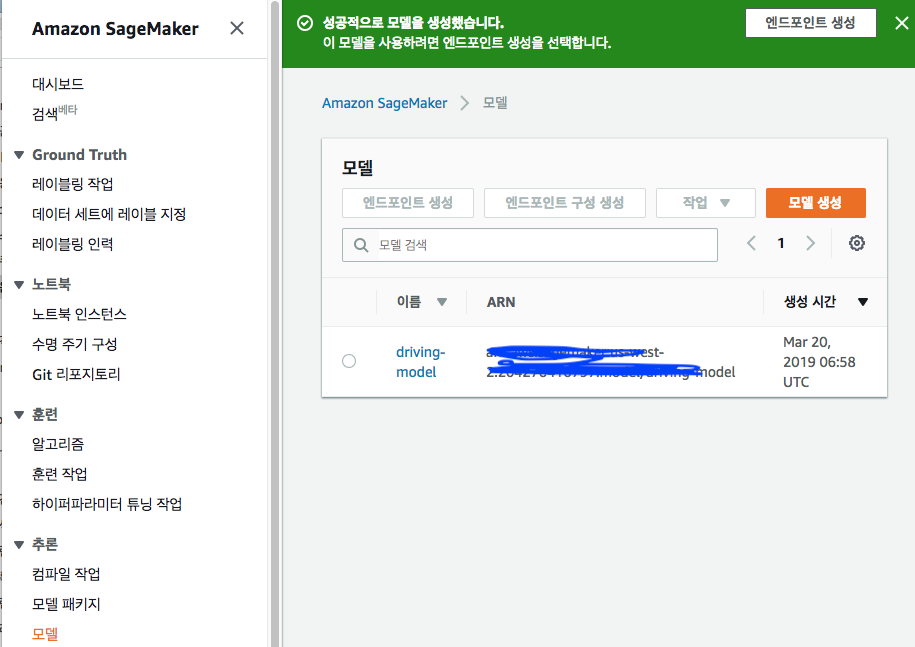 Amazon SageMaker
대시보드
검색베타
Ground Truth
레이블링 작업
데이터 세트에 레이블 지정
레이블링 인력
노트북
노트북 인스턴스
수명 주기 구성
Git 리포지토리
훈련
알고리즘
훈련 작업
하이퍼파라미터 튜닝 작업
추론
컴파일 작업
모델 패키지
모델
성공적으로 모델을 생성했습니다.
이 모델을 사용하려면 엔드포인트 생성을 선택합니다.
엔드포인트 생성
Amazon SageMaker > 모델
모델
엔드포인트 생성
엔드포인트 구성 생성
작업
모델 생성
모델 검색
1
이름
ARN
생성 시간
driving-
model
west-
model
Mar 20,
2019 06:58
UTC